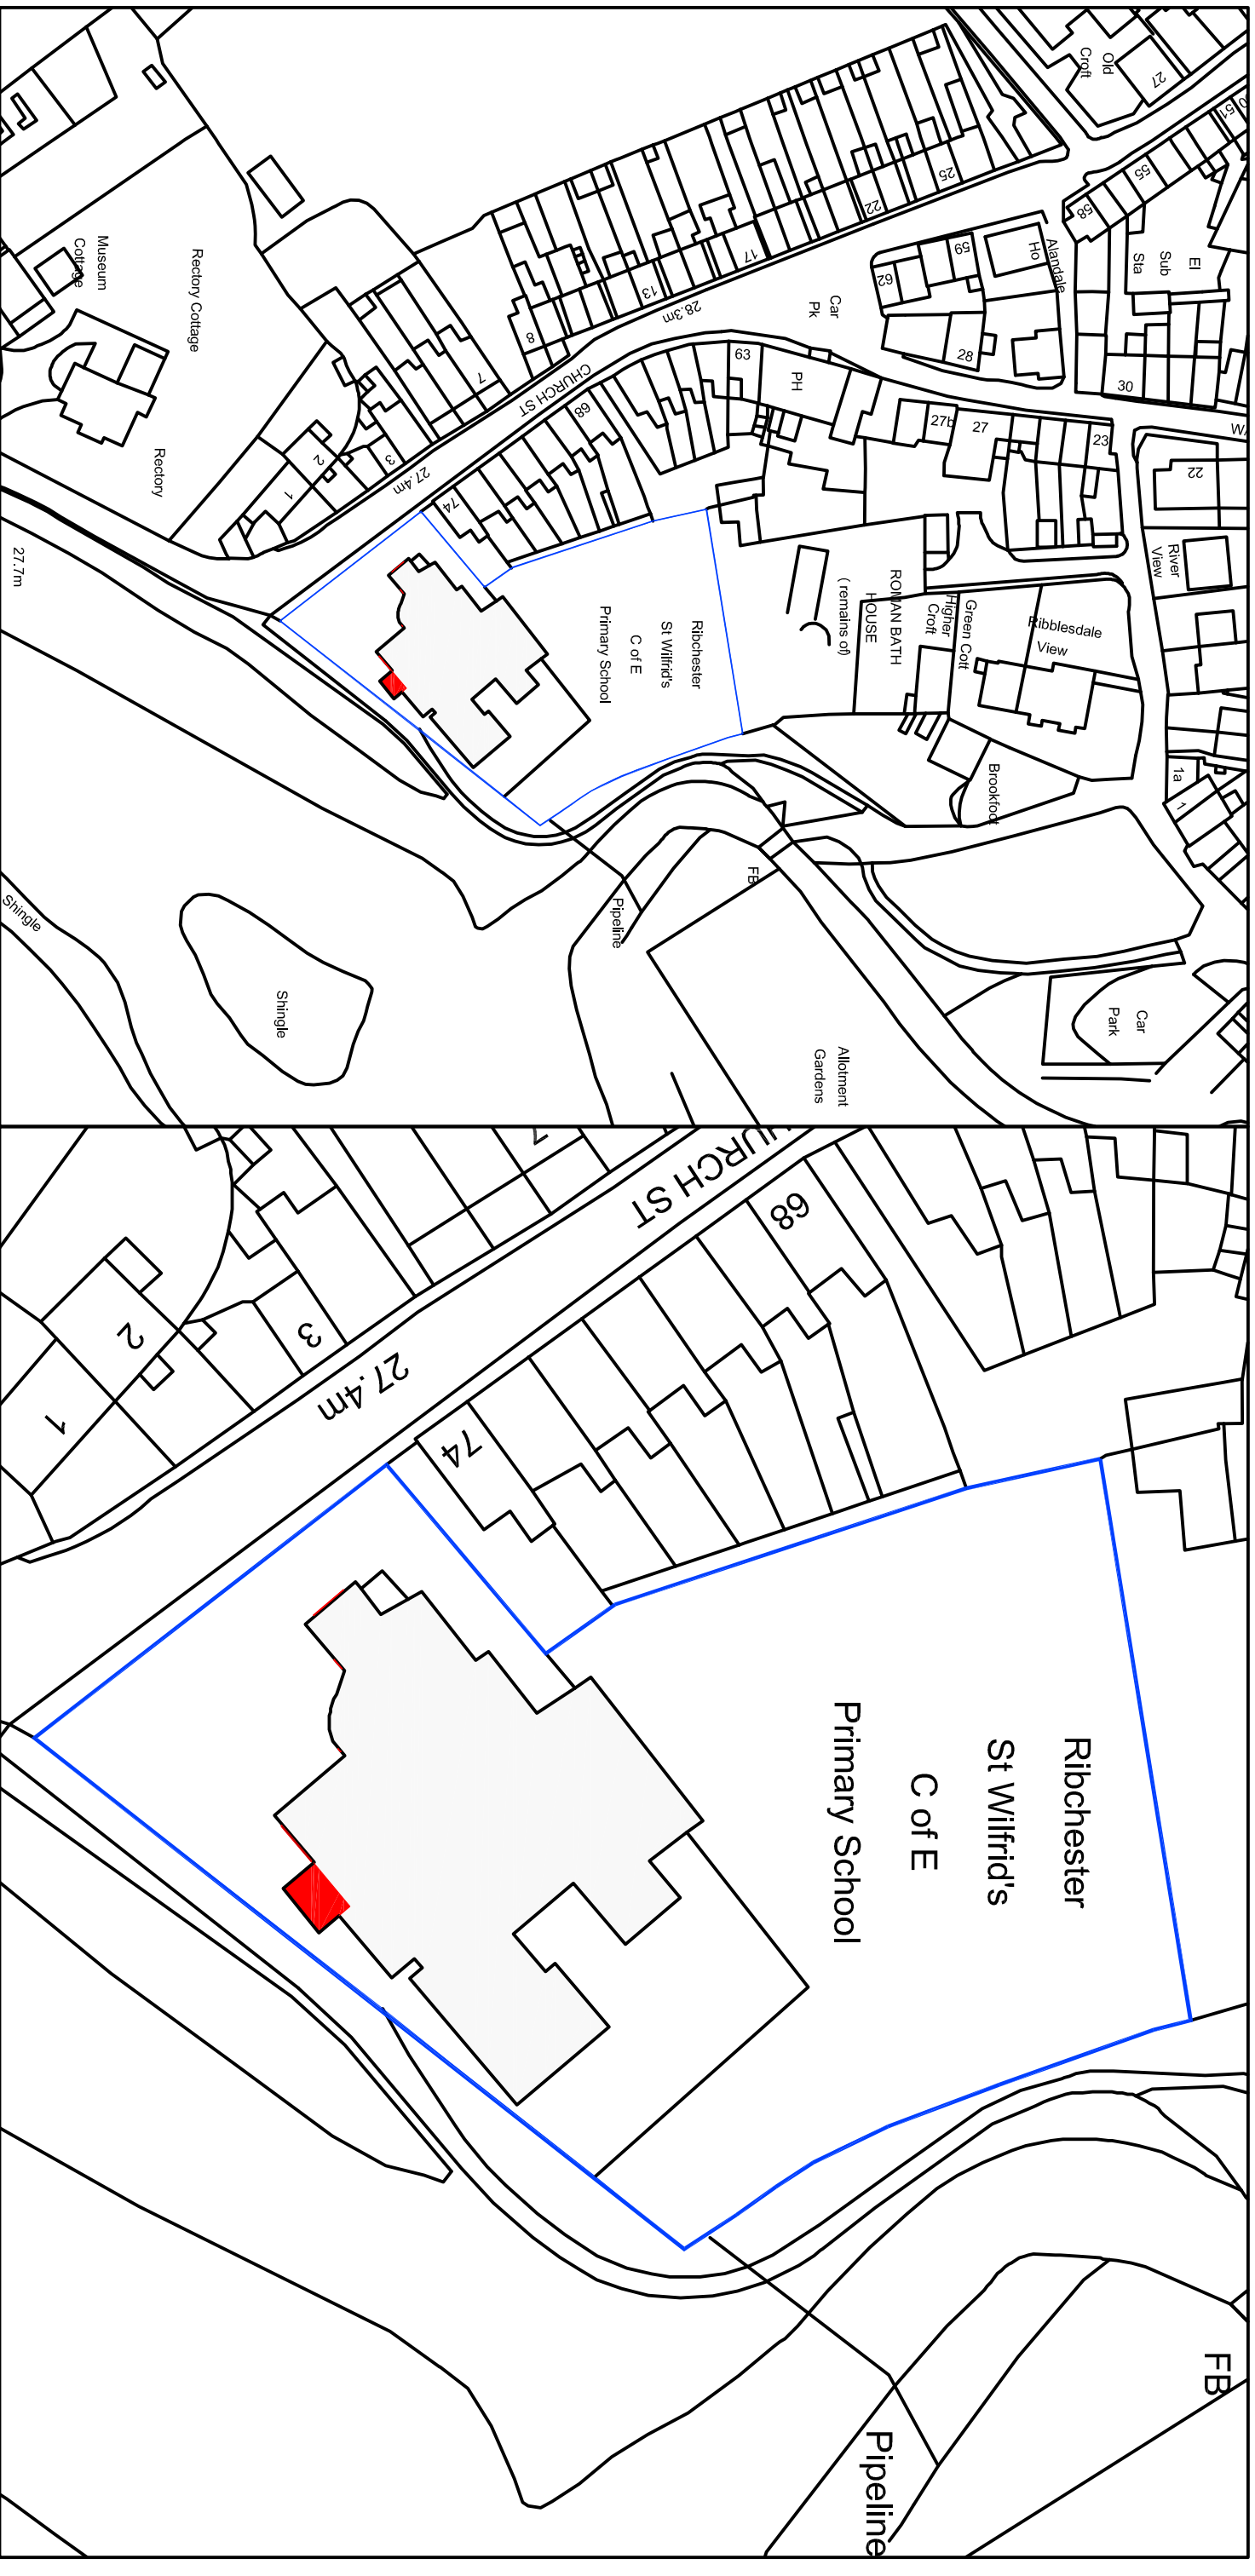 Old
Croft
27
51
55
58
El
Sub
Sta
Alandale
Ho
59
62
28
30
25
22
17
13
8
7
28.3m
Car
Pk
CHURCH ST
63
PH
68
27b
27
23
22
River
View
Museum
Cottage
Rectory Cottage
Rectory
2
1
3
27.4m
74
27.7m
Ribchester
St Wilfrid's
C of E
Primary School
ROMAN BATH
HOUSE
( remains of)
Higher
Croft
Green Cott
Ribblesdale
View
Brookfoot
1a
1
FB
Pipeline
Shingle
Shingle
Allotment
Gardens
Car
Park
7
CHURCH ST
68
2
3
1
27.4m
74
Ribchester
St Wilfrid's
C of E
Primary School
FB
Pipeline